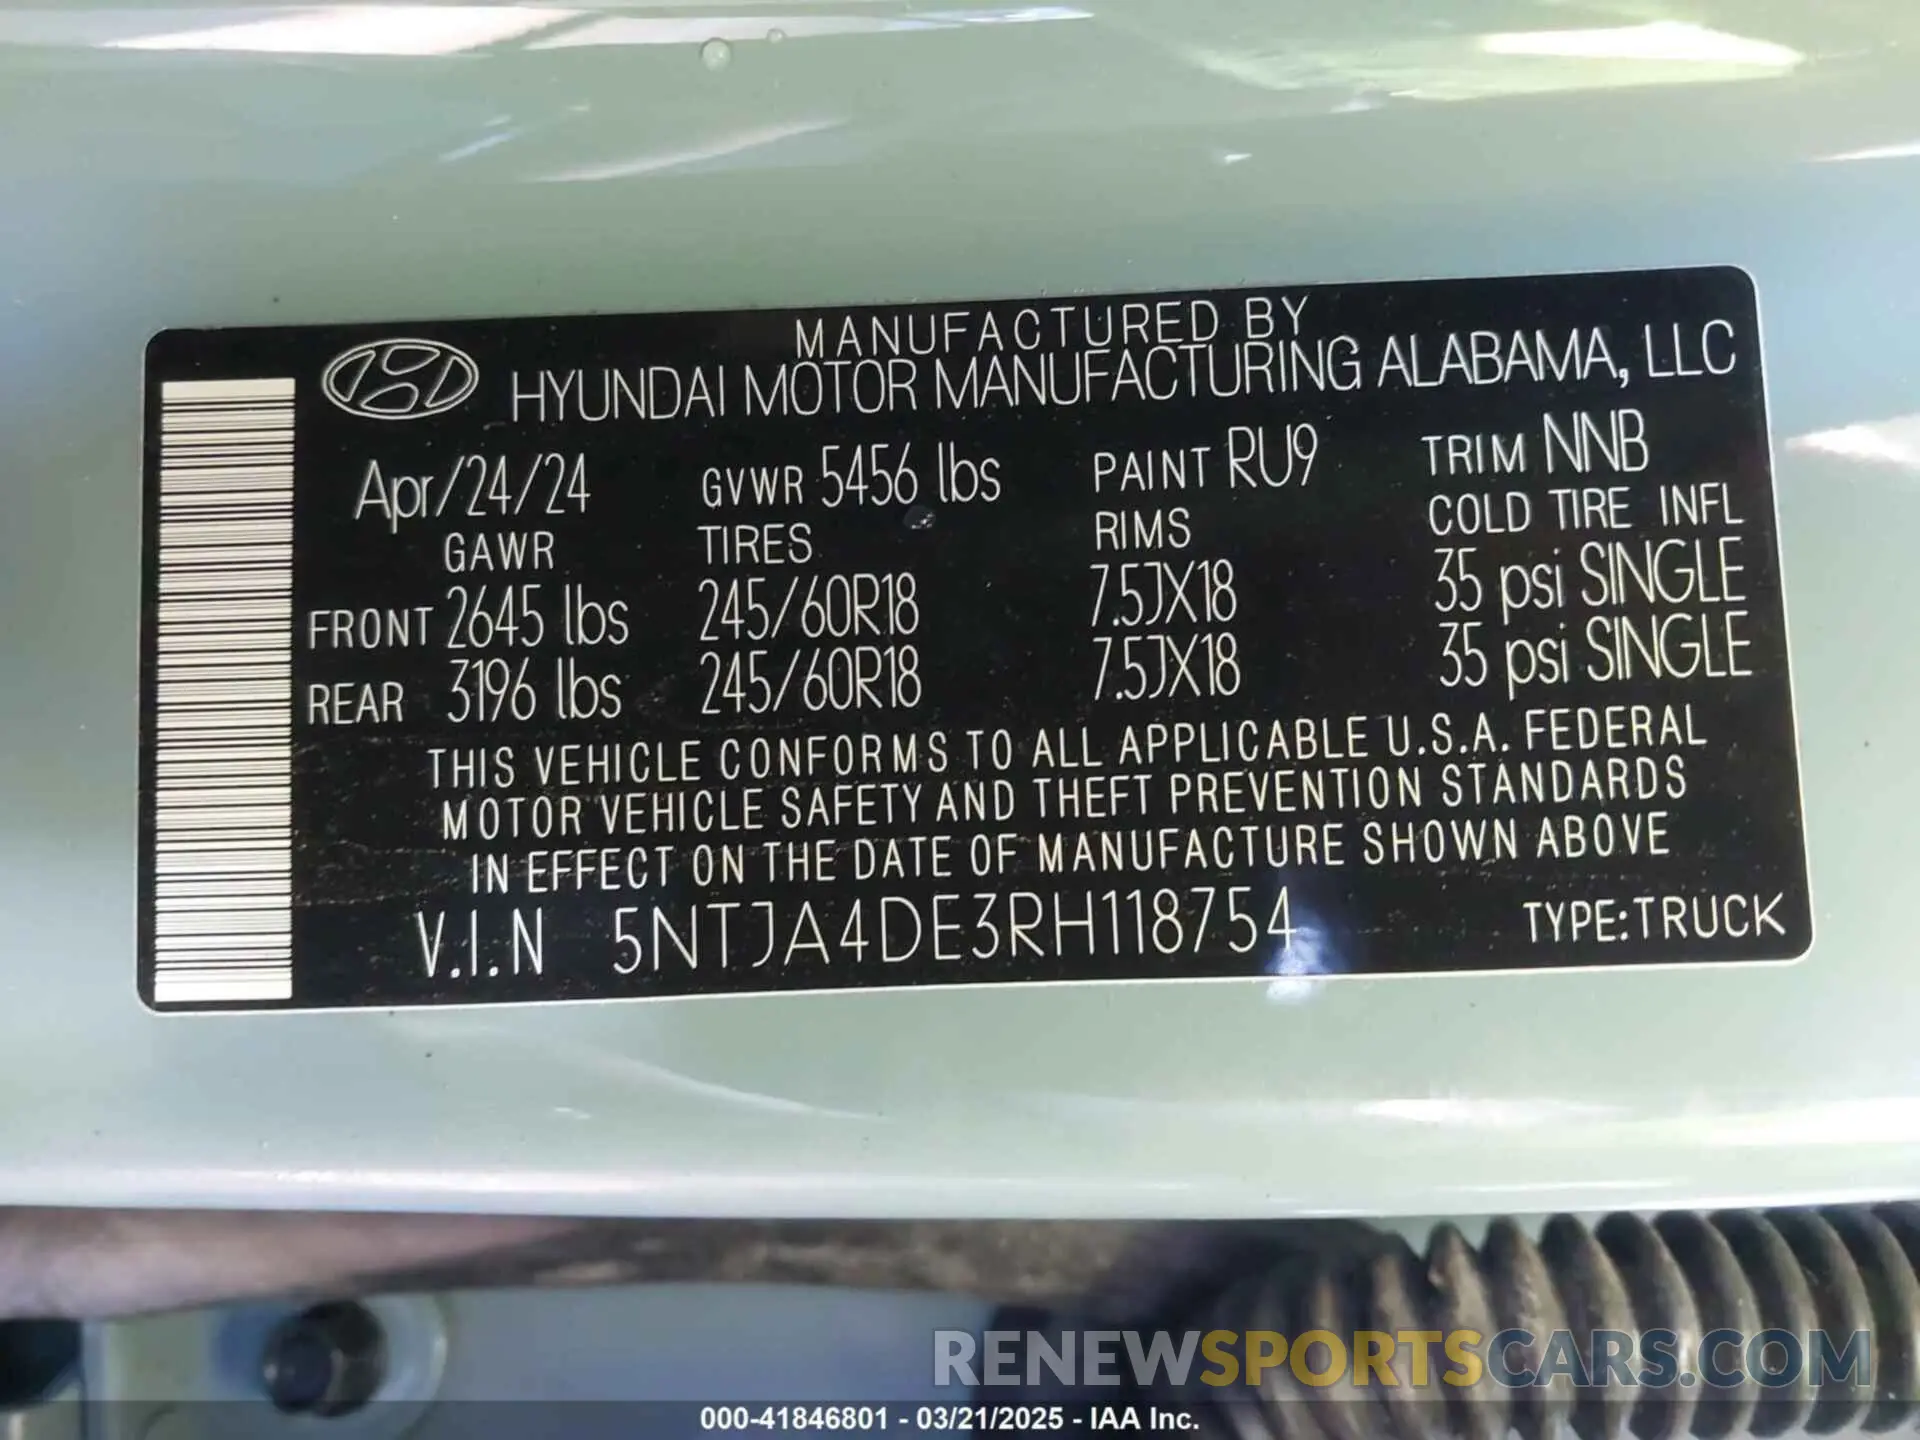 MANUFACTURED BY
HYUNDAI MOTOR MANUFACTURING ALABAMA, LLC
Apr/24/24 GVWR 5456 lbs PAINT RU9 TRIM NNB
GAWR TIRES RIMS COLD TIRE INFL
FRONT 2645 lbs 245/60R18 7.5JX18 35 psi SINGLE
REAR 3196 lbs 245/60R18 7.5JX18 35 psi SINGLE
THIS VEHICLE CONFORMS TO ALL APPLICABLE U.S.A. FEDERAL
MOTOR VEHICLE SAFETY AND THEFT PREVENTION STANDARDS
IN EFFECT ON THE DATE OF MANUFACTURE SHOWN ABOVE
V.I.N 5NTJA4DE3RH118754 TYPE:TRUCK
RENEWSPORTSCARS.COM
000-41846801 - 03/21/2025 - IAA Inc.